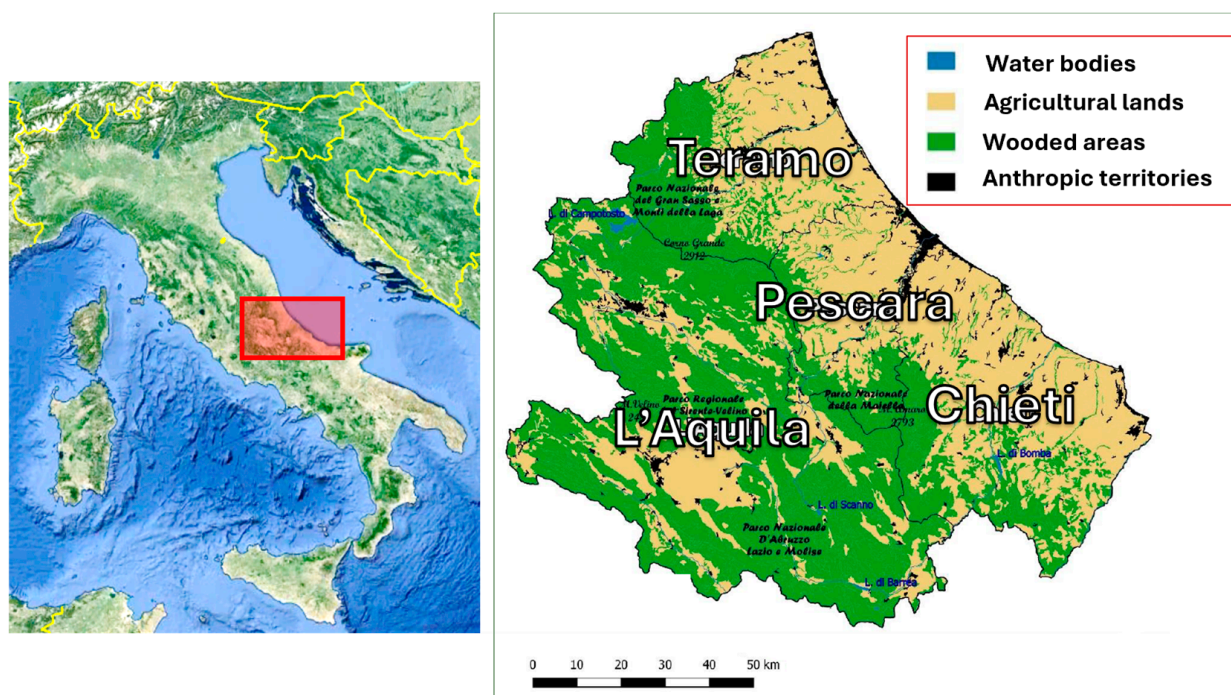 Water bodies
Agricultural lands
Wooded areas
Anthropic territories
Teramo
Parco Nazionale
del Gran Sasso e
Monti della Laga
L. di Campotosto
Corno Grande
2912
Pescara
Parco Nazionale
della Maiella
Chieti
2793
Parco Regionale
Sirente-Velino
L'Aquila
L. di Bomba
L. di Scanno
Parco Nazionale
D'Abruzzo
Lazio e Molise
L. di Barrea
0 10 20 30 40 50 km